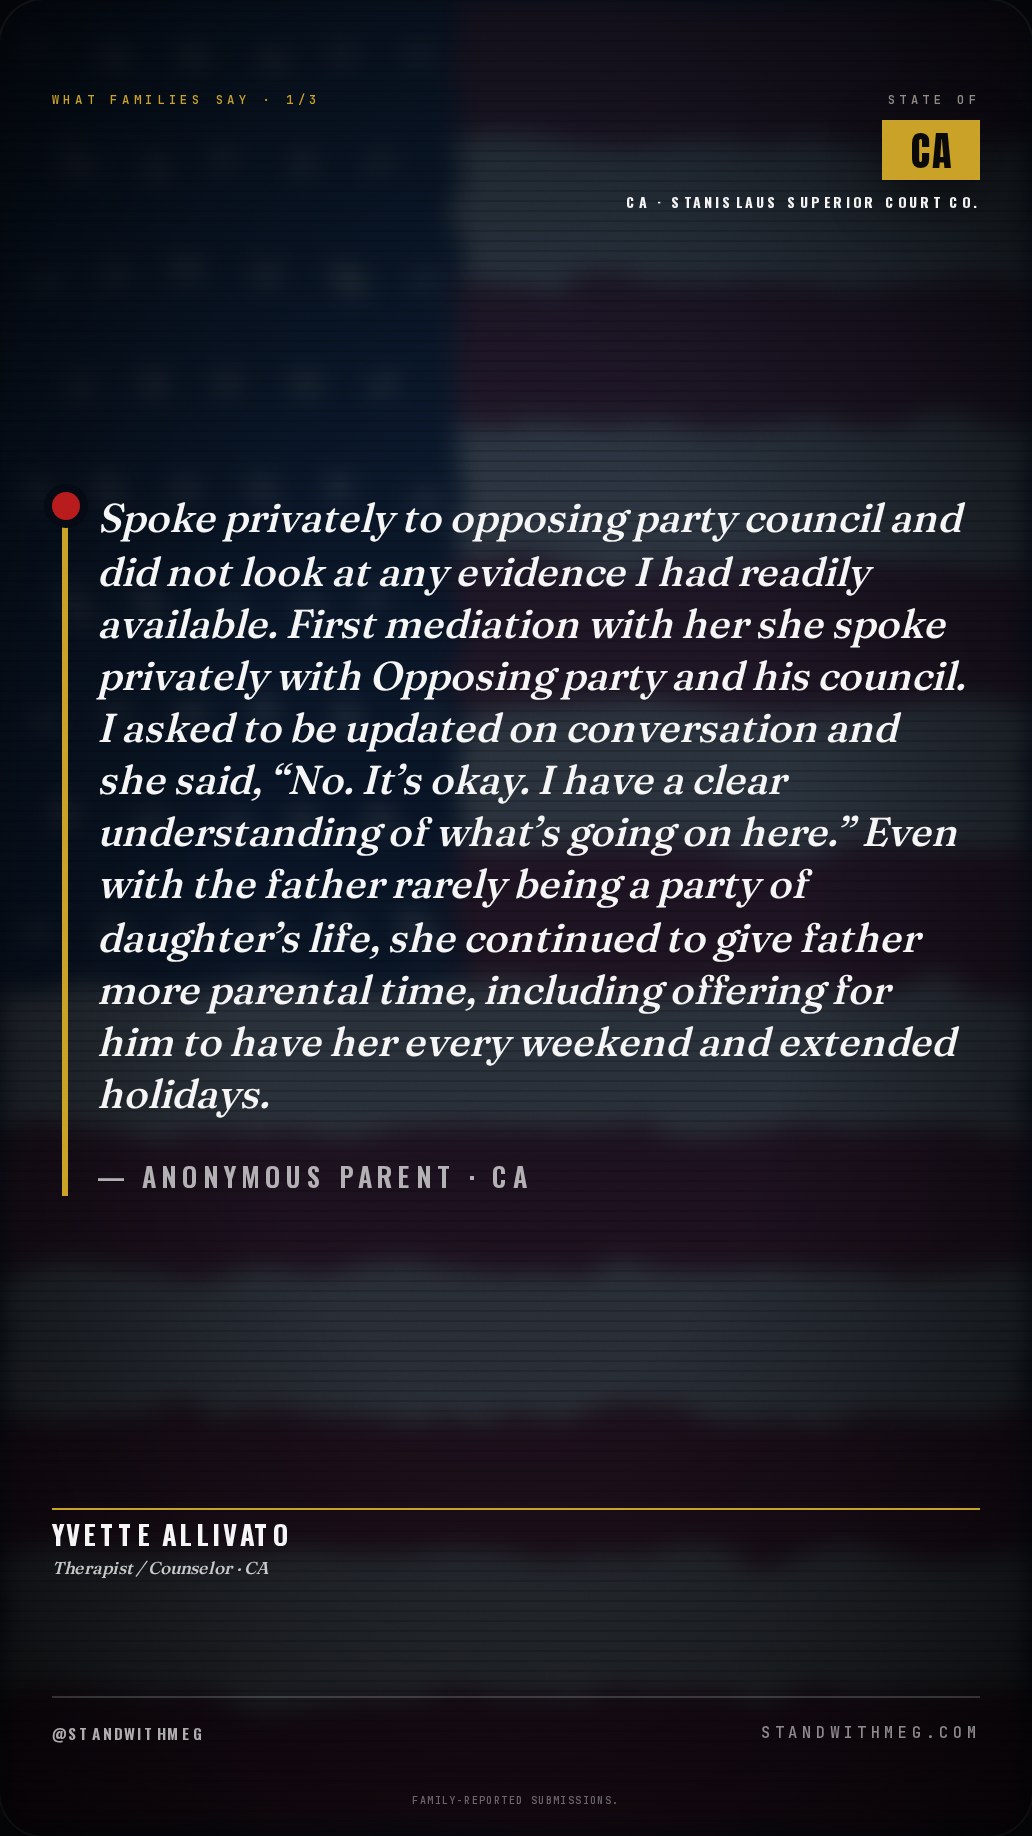 WHAT FAMILIES SAY · 1/3
STATE OF
CA
CA · STANISLAUS SUPERIOR COURT CO.
Spoke privately to opposing party council and
did not look at any evidence I had readily
available. First mediation with her she spoke
privately with Opposing party and his council.
I asked to be updated on conversation and
she said, “No. It’s okay. I have a clear
understanding of what’s going on here.” Even
with the father rarely being a party of
daughter’s life, she continued to give father
more parental time, including offering for
him to have her every weekend and extended
holidays.
— ANONYMOUS PARENT · CA
YVETTE ALLIVATO
Therapist / Counselor · CA
@STANDWITHMEG
STANDWITHMEG.COM
FAMILY-REPORTED SUBMISSIONS.